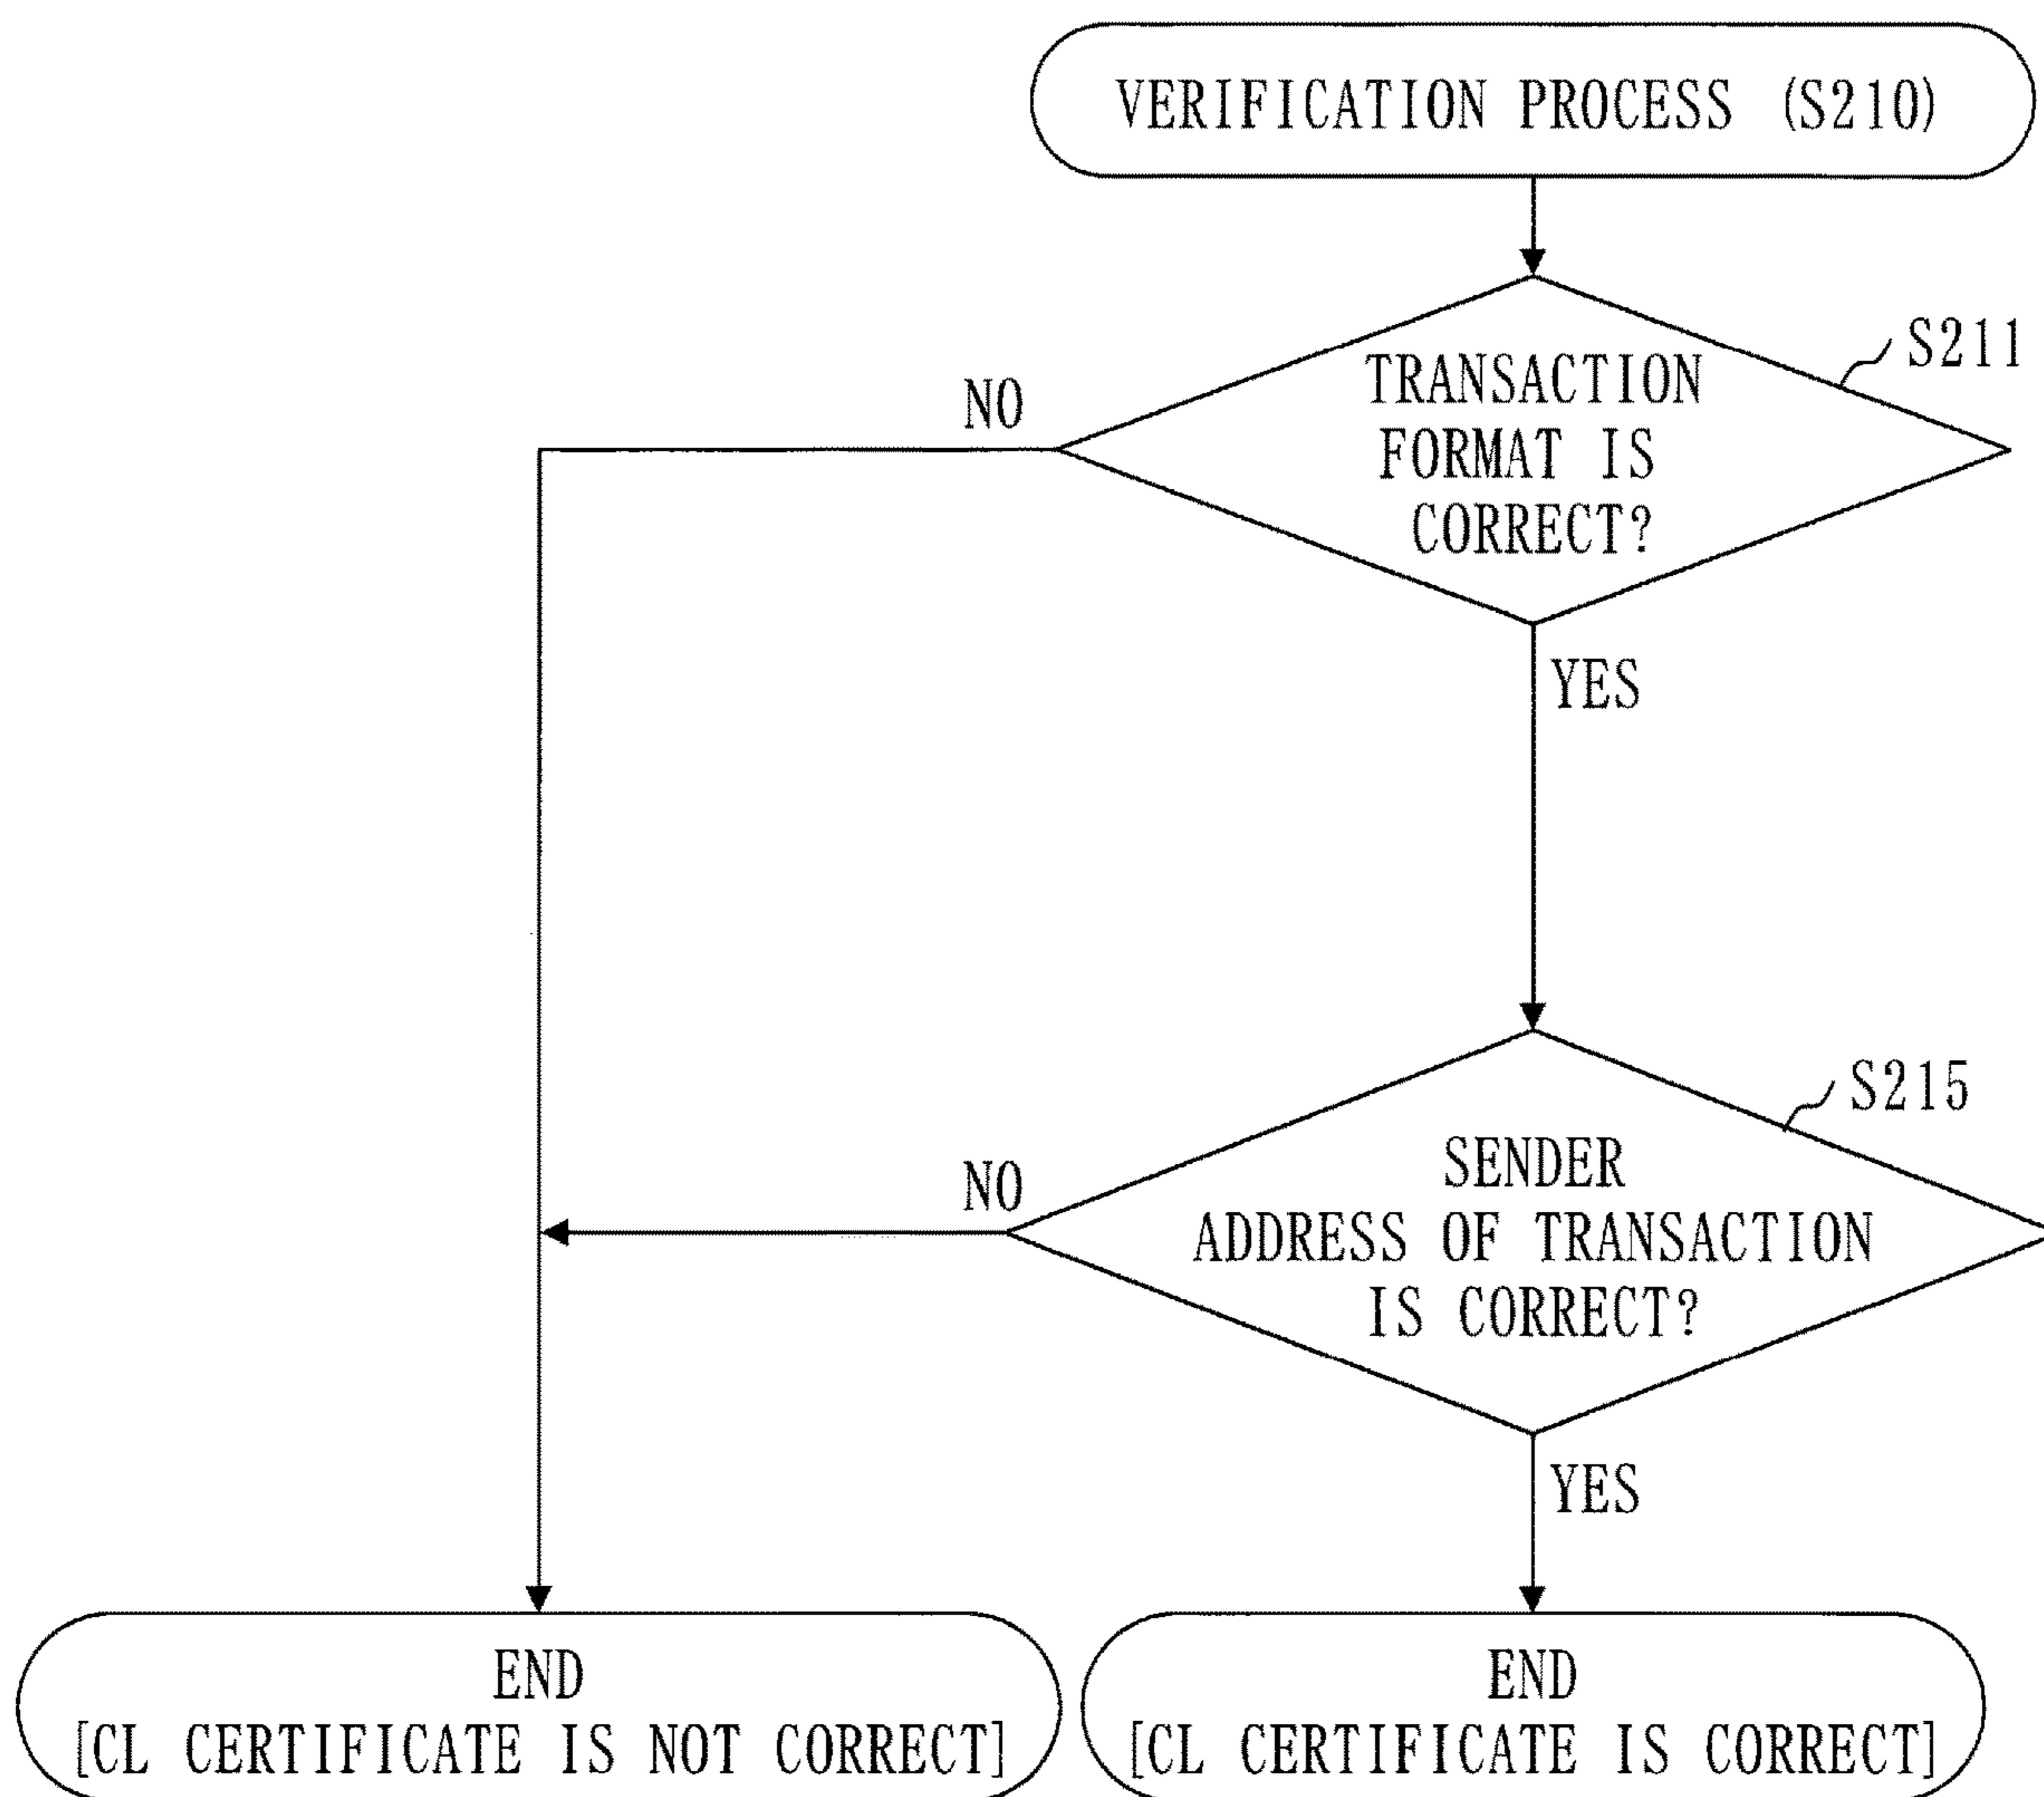 VERIFICATION PROCESS (S210)
S211
NO
TRANSACTION
FORMAT IS
CORRECT?
YES
S215
NO
SENDER
ADDRESS OF TRANSACTION
IS CORRECT?
YES
END
[CL CERTIFICATE IS NOT CORRECT]
END
[CL CERTIFICATE IS CORRECT]